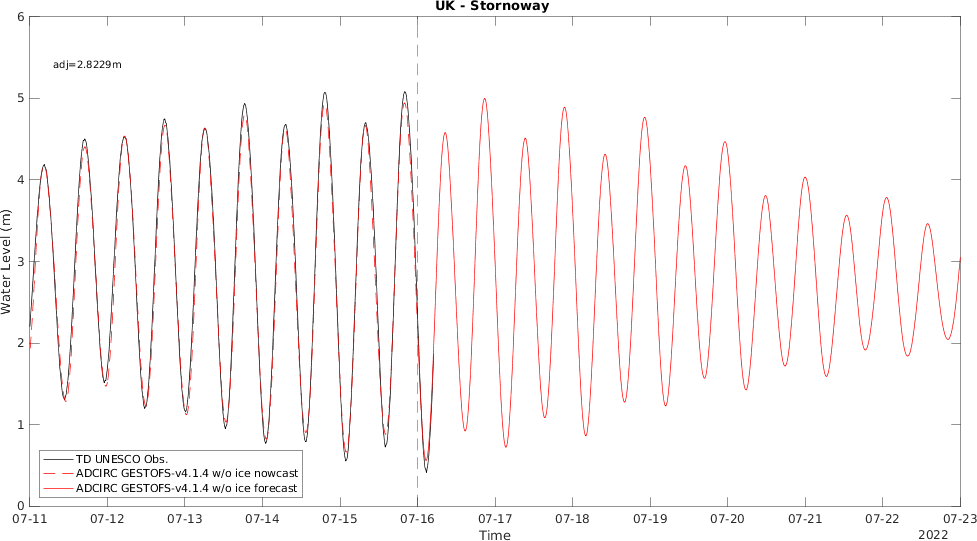 UK - Stornoway
adj=2.8229m
Water Level (m)
6
5
4
3
2
1
0
TD UNESCO Obs.
ADCIRC GESTOFS-v4.1.4 w/o ice nowcast
ADCIRC GESTOFS-v4.1.4 w/o ice forecast
07-11 07-12 07-13 07-14 07-15 07-16 07-17 07-18 07-19 07-20 07-21 07-22 07-23
Time
2022